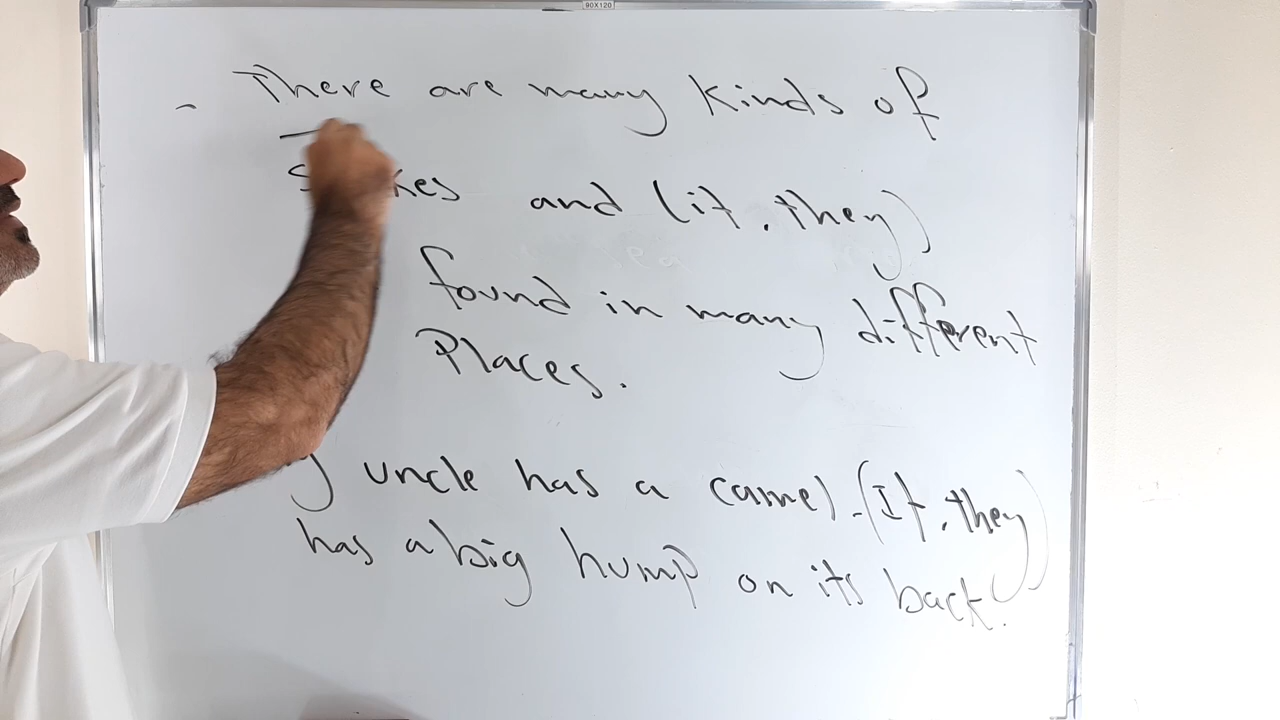 90X120
- There are many kinds of
and (it, they)
found in many different
Places.
uncle has a camel. (It, they)
has a big hump on its back.